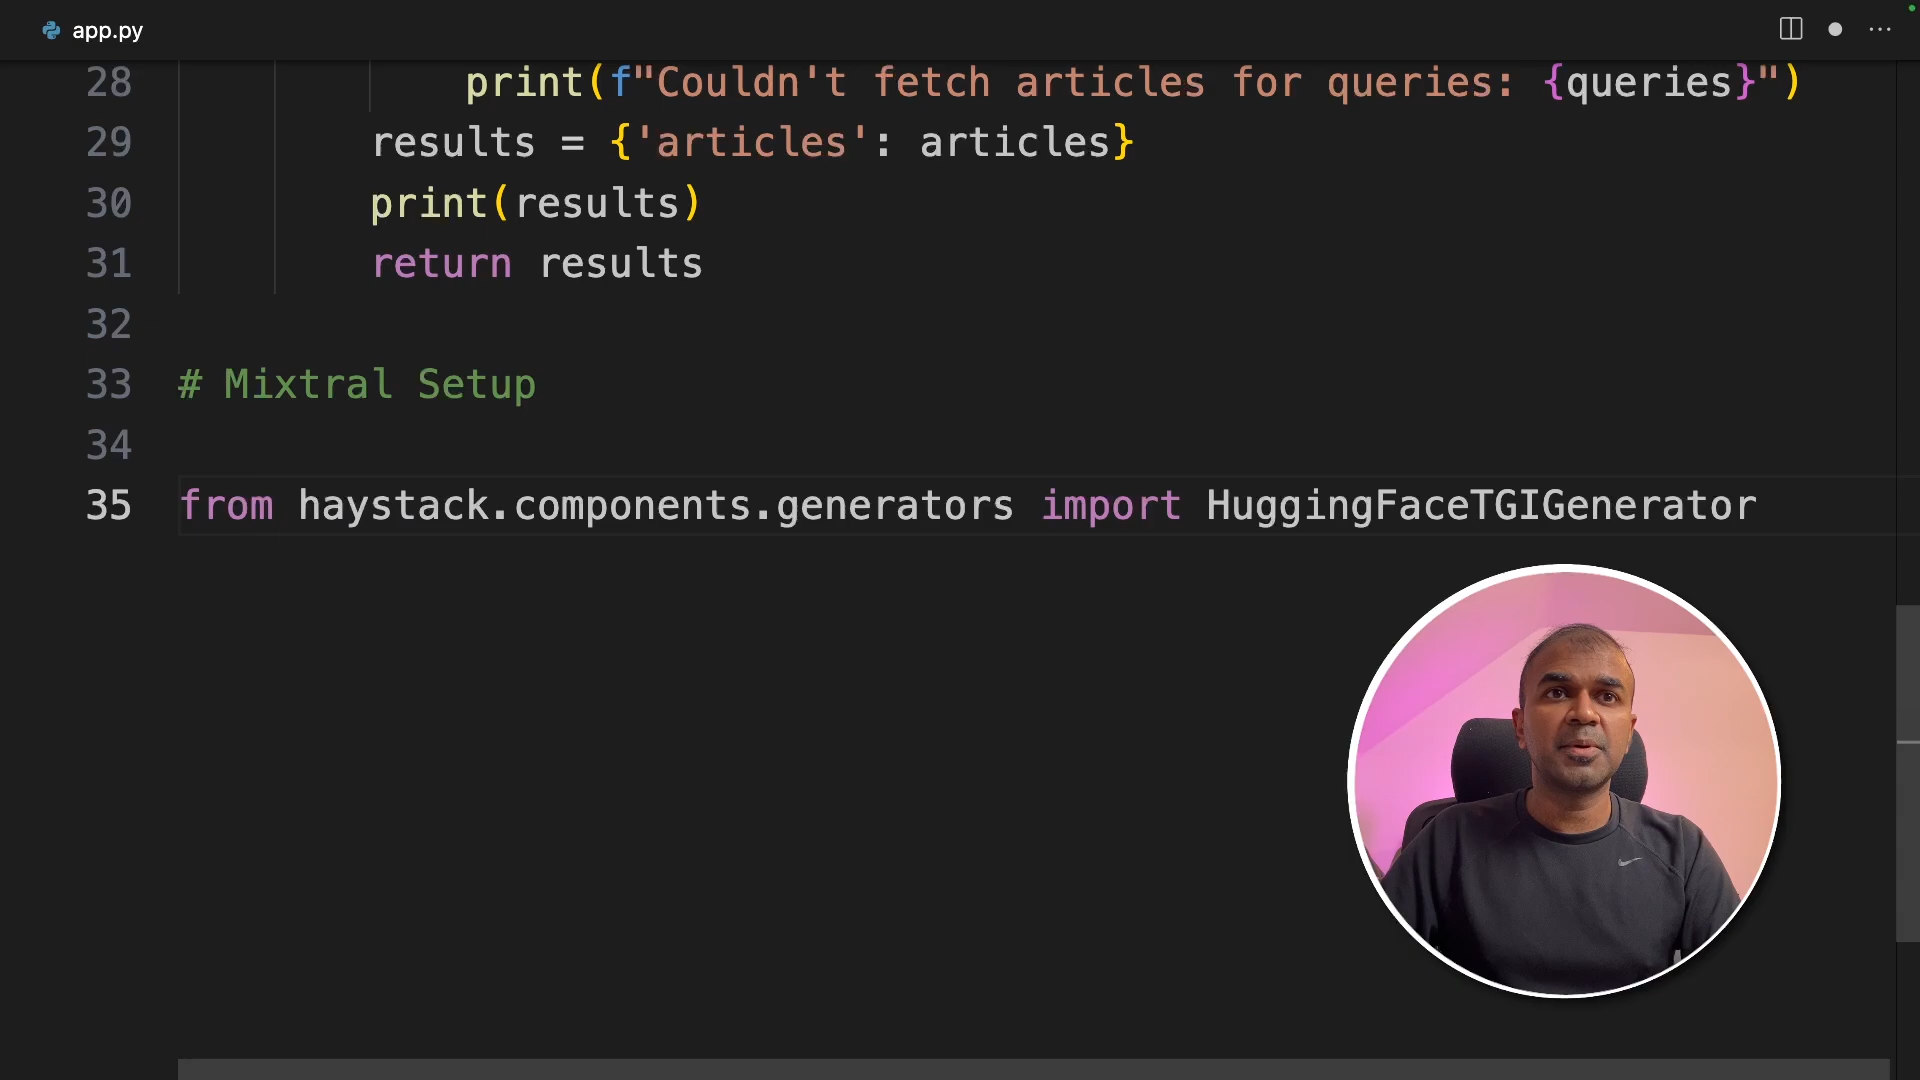 app.py
28 print(f"Couldn't fetch articles for queries: {queries}")
29 results = {'articles': articles}
30 print(results)
31 return results
32
33 # Mixtral Setup
34
35 from haystack.components.generators import HuggingFaceTGIGenerator